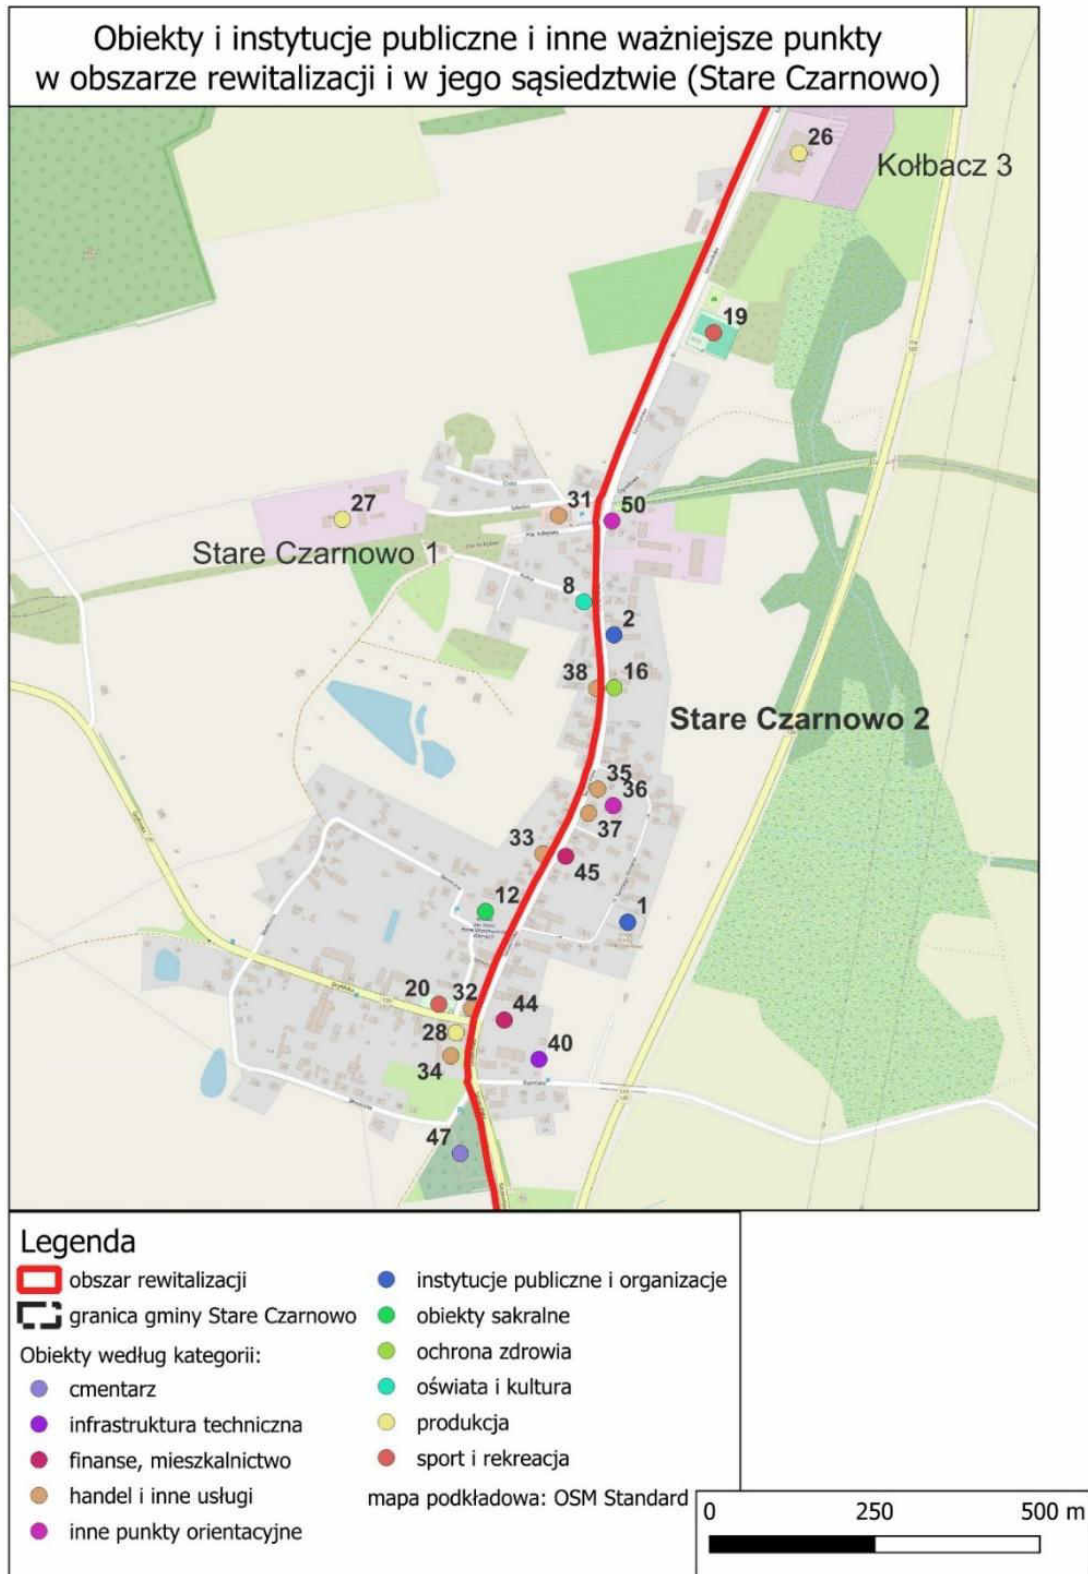 Obiekty i instytucje publiczne i inne ważniejsze punkty
w obszarze rewitalizacji i w jego sąsiedztwie (Stare Czarnowo)
26
Kołbacz 3
19
31
50
27
Stare Czarnowo 1
8
2
38
16
Stare Czarnowo 2
35
36
37
33
45
12
1
20
32
44
28
40
34
47
Legenda
obszar rewitalizacji
granica gminy Stare Czarnowo
Obiekty według kategorii:
cmentarz
infrastruktura techniczna
finanse, mieszkalnictwo
handel i inne usługi
inne punkty orientacyjne
instytucje publiczne i organizacje
obiekty sakralne
ochrona zdrowia
oświata i kultura
produkcja
sport i rekreacja
mapa podkładowa: OSM Standard
0 250 500 m